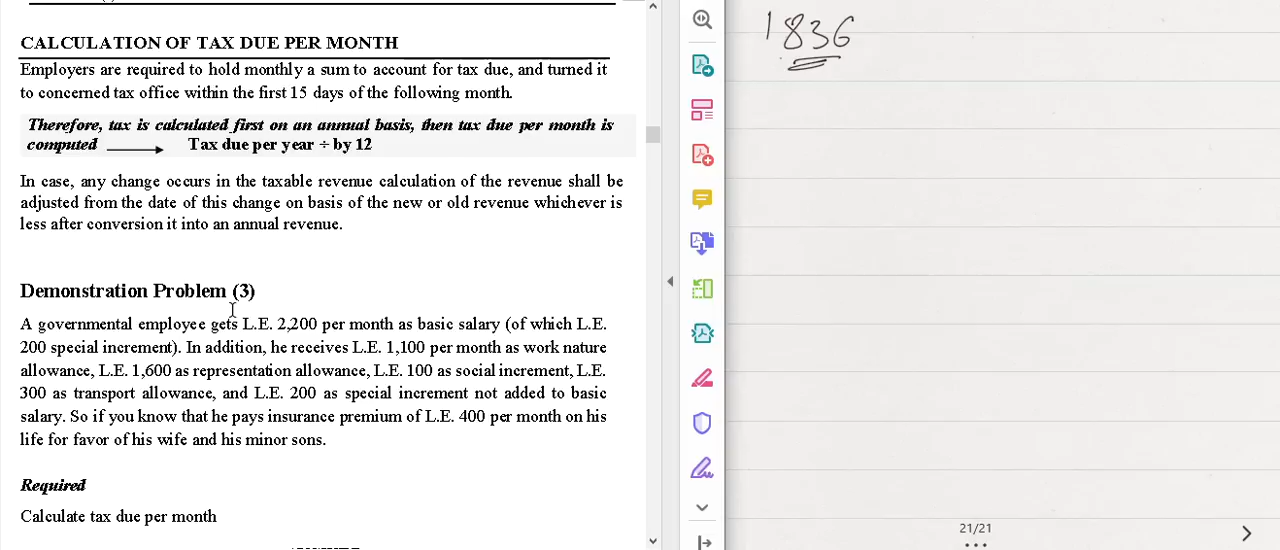 CALCULATION OF TAX DUE PER MONTH
Employers are required to hold monthly a sum to account for tax due, and turned it
to concerned tax office within the first 15 days of the following month.
Therefore, tax is calculated first on an annual basis, then tax due per month is
computed Tax due per year ÷ by 12
In case, any change occurs in the taxable revenue calculation of the revenue shall be
adjusted from the date of this change on basis of the new or old revenue whichever is
less after conversion it into an annual revenue.
Demonstration Problem (3)
A governmental employee gets L.E. 2,200 per month as basic salary (of which L.E.
200 special increment). In addition, he receives L.E. 1,100 per month as work nature
allowance, L.E. 1,600 as representation allowance, L.E. 100 as social increment, L.E.
300 as transport allowance, and L.E. 200 as special increment not added to basic
salary. So if you know that he pays insurance premium of L.E. 400 per month on his
life for favor of his wife and his minor sons.
Required
Calculate tax due per month
1836
21/21